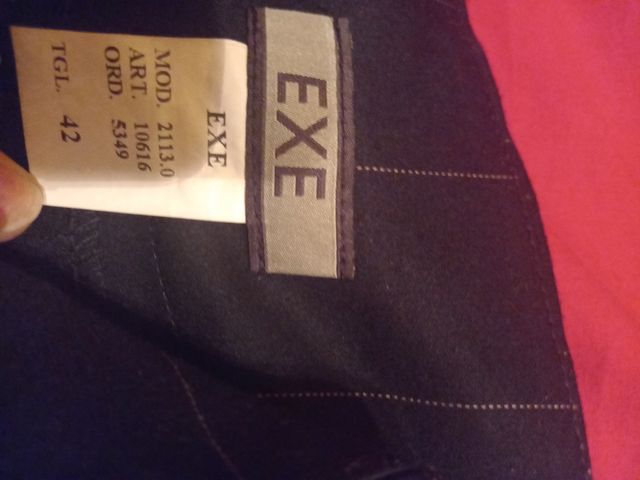 EXE
MOD. 2113.0
ART. 10616
ORD. 5349
TGL. 42
EXE